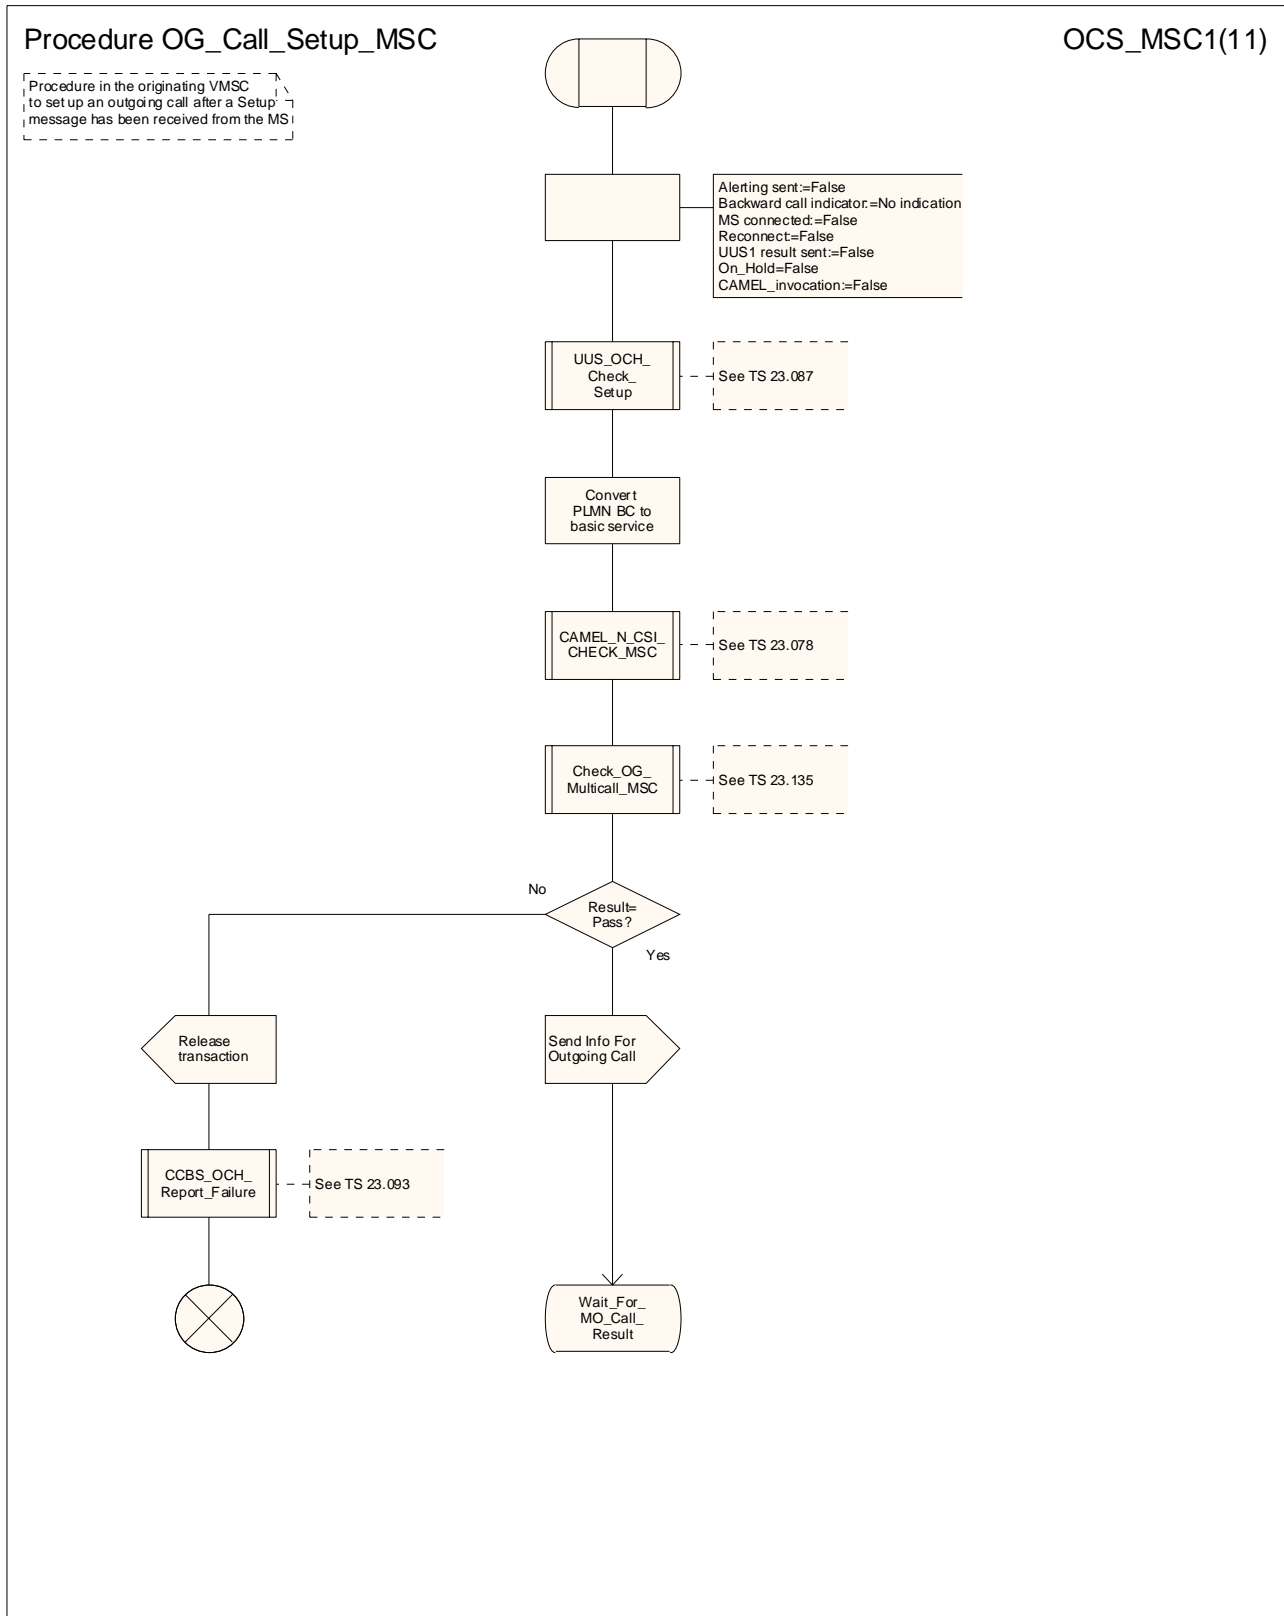 Procedure OG_Call_Setup_MSC
OCS_MSC1(11)
Procedure in the originating VMSC
to set up an outgoing call after a Setup
message has been received from the MS
Alerting sent:=False
Backward call indicator:=No indication
MS connected:=False
Reconnect:=False
UUS1 result sent:=False
On_Hold=False
CAMEL_invocation:=False
UUS_OCH_
Check_
Setup
See TS 23.087
Convert
PLMN BC to
basic service
CAMEL_N_CSI_
CHECK_MSC
See TS 23.078
Check_OG_
Multicall_MSC
See TS 23.135
No
Result=
Pass?
Yes
Release
transaction
Send Info For
Outgoing Call
CCBS_OCH_
Report_Failure
See TS 23.093
Wait_For_
MO_Call_
Result